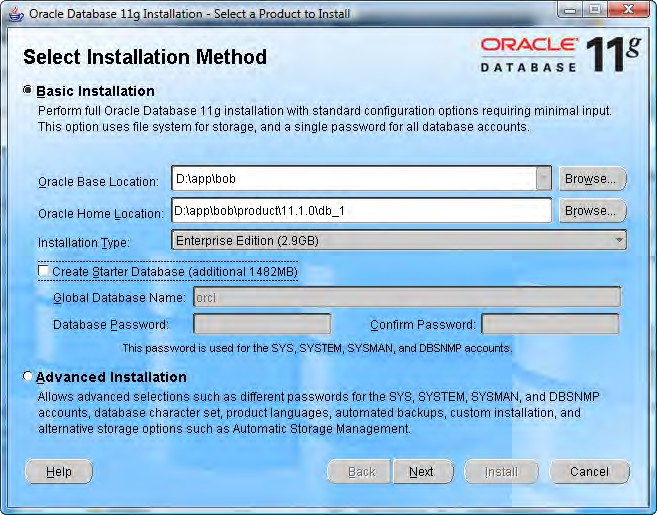 Oracle Database 11g Installation - Select a Product to Install
Select Installation Method
ORACLE 11g
DATABASE
Basic Installation
Perform full Oracle Database 11g installation with standard configuration options requiring minimal input.
This option uses file system for storage, and a single password for all database accounts.
Oracle Base Location: D:\app\bob Browse...
Oracle Home Location: D:\app\bob\product\11.1.0\db_1 Browse...
Installation Type: Enterprise Edition (2.9GB)
Create Starter Database (additional 1482MB)
Global Database Name: orcl
Database Password: Confirm Password:
This password is used for the SYS, SYSTEM, SYSMAN, and DBSNMP accounts.
Advanced Installation
Allows advanced selections such as different passwords for the SYS, SYSTEM, SYSMAN, and DBSNMP
accounts, database character set, product languages, automated backups, custom installation, and
alternative storage options such as Automatic Storage Management.
Help Back Next Install Cancel